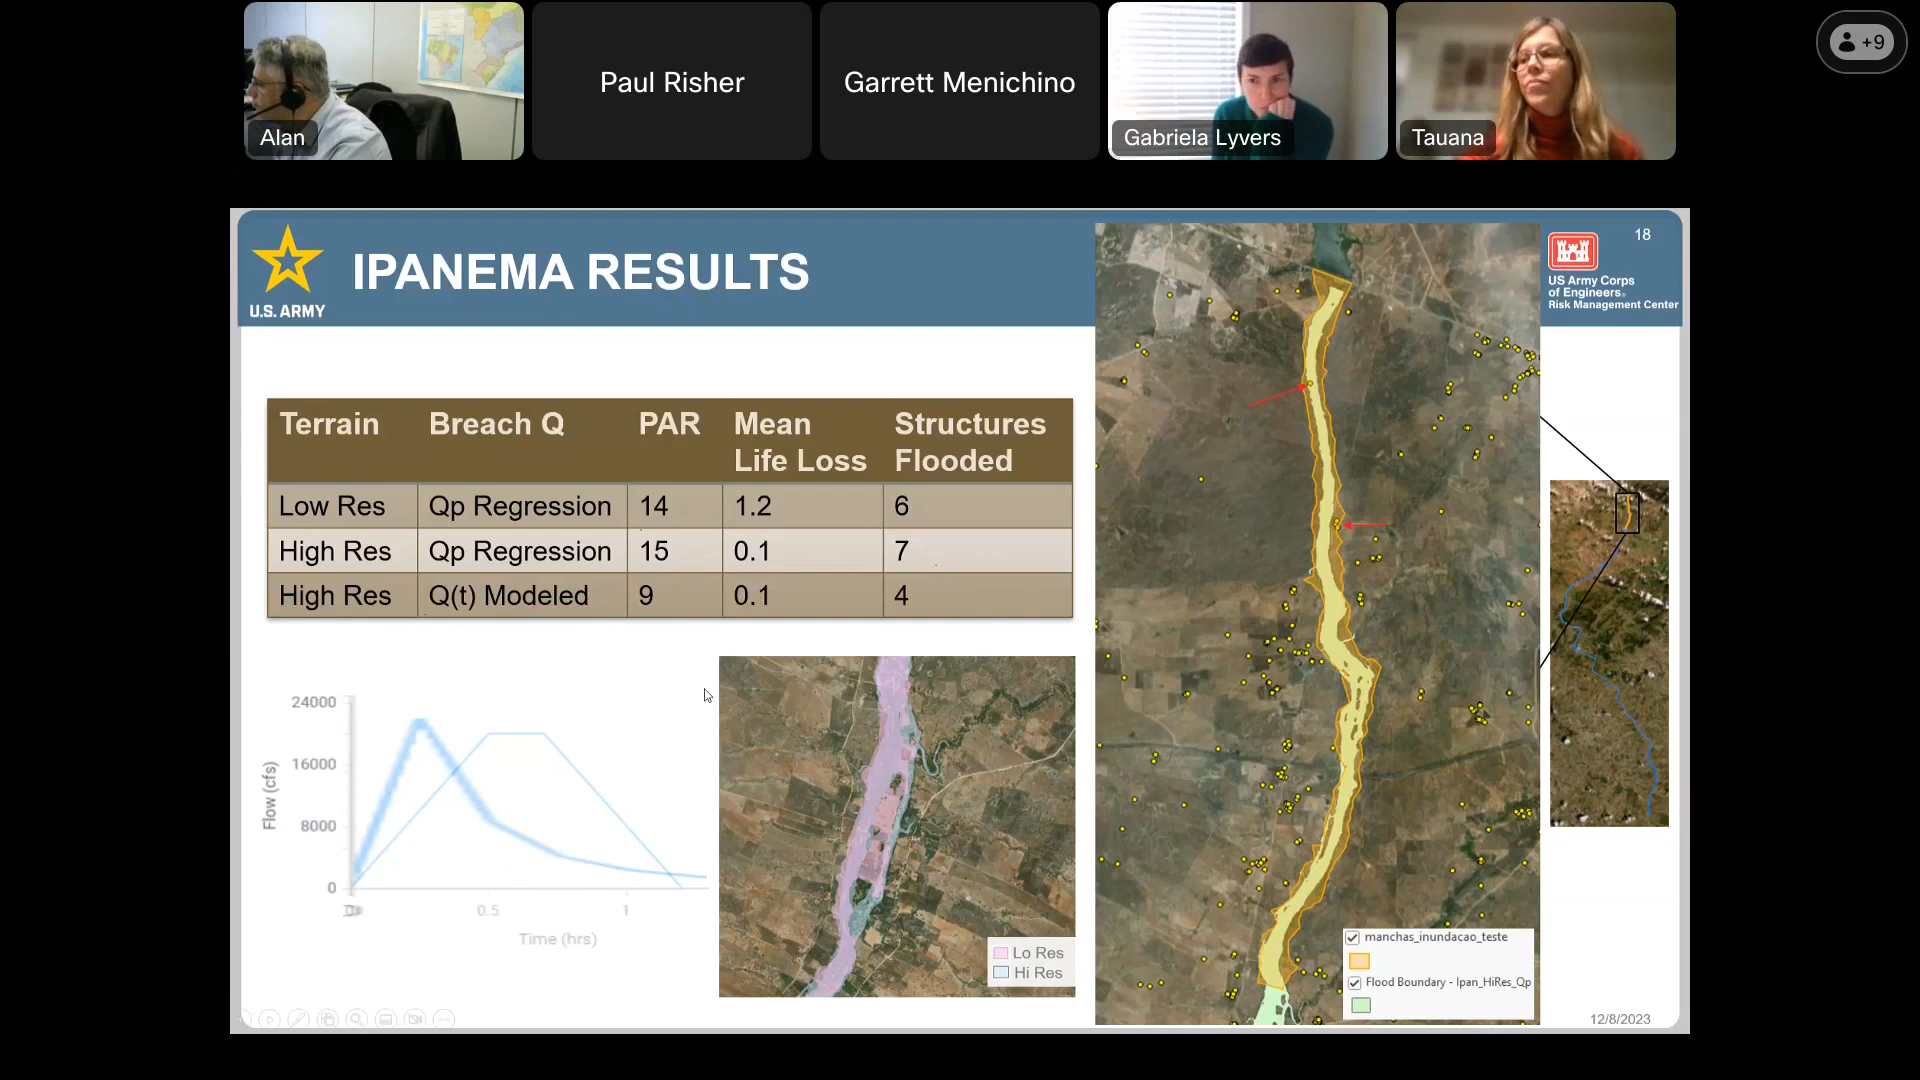 +9
Alan
Paul Risher
Garrett Menichino
Gabriela Lyvers
Tauana
U.S. ARMY
IPANEMA RESULTS
18
US Army Corps
of Engineers®
Risk Management Center
Terrain Breach Q PAR Mean Life Loss Structures Flooded
Low Res Qp Regression 14 1.2 6
High Res Qp Regression 15 0.1 7
High Res Q(t) Modeled 9 0.1 4
24000
16000
8000
0
Flow (cfs)
0.5
1
Time (hrs)
Lo Res
Hi Res
manchas_inundacao_teste
Flood Boundary - Ipan_HiRes_Qp
12/8/2023